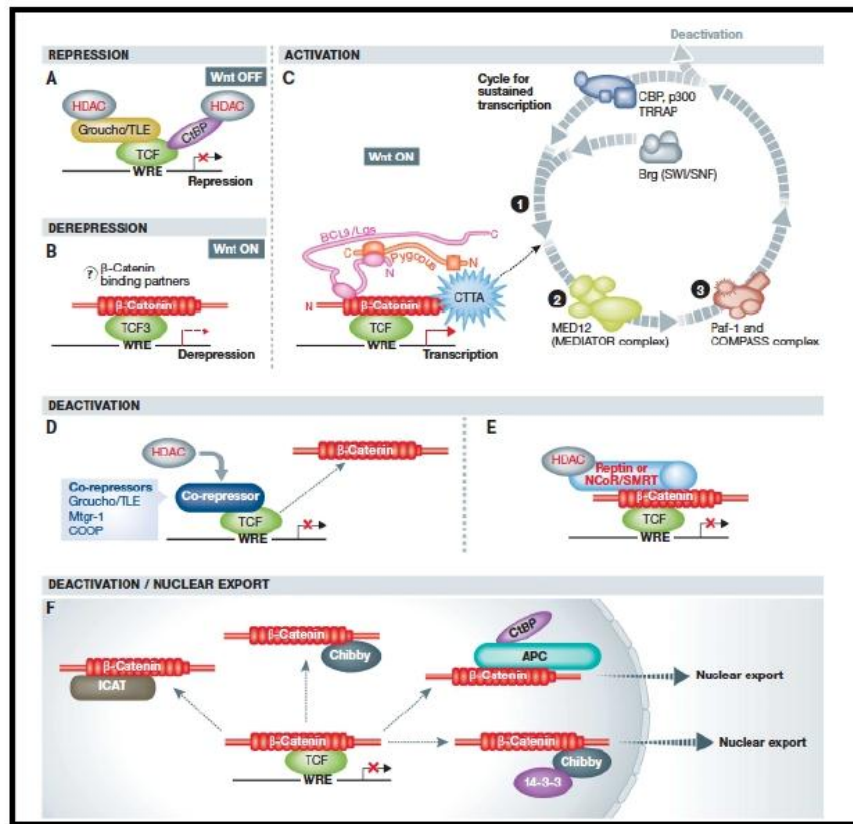 REPRESSION
A
Wnt OFF
HDAC
HDAC
Groucho/TLE
CtBP
TCF
WRE
Repression
DEREPRESSION
B
Wnt ON
? β-Catenin
binding partners
β-Catenin
TCF3
WRE
Derepression
ACTIVATION
C
Wnt ON
Cycle for
sustained
transcription
Deactivation
CBP, p300
TRRAP
Brg (SWI/SNF)
1
BCL9/Lgs
C
C
Pygopus
N
N
N
β-Catenin
CTTA
TCF
WRE
Transcription
2
MED12
(MEDIATOR complex)
3
Paf-1 and
COMPASS complex
DEACTIVATION
D
HDAC
β-Catenin
Co-repressors
Groucho/TLE
Mtgr-1
COOP
Co-repressor
TCF
WRE
E
HDAC
Reptin or
NCoR/SMRT
β-Catenin
TCF
WRE
DEACTIVATION / NUCLEAR EXPORT
F
β-Catenin
ICAT
β-Catenin
Chibby
CtBP
APC
β-Catenin
Nuclear export
β-Catenin
TCF
WRE
β-Catenin
Chibby
14-3-3
Nuclear export